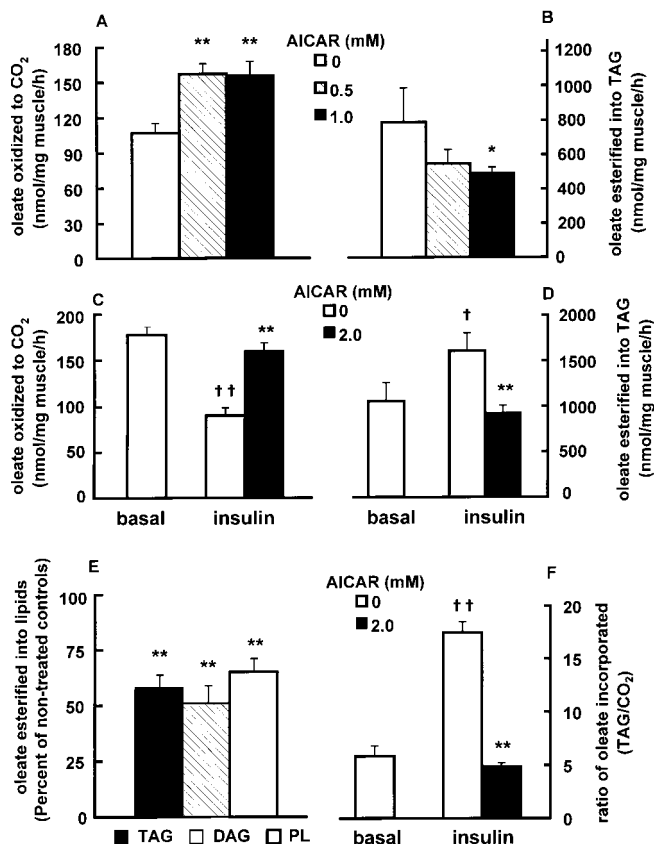 A
B
180
150
120
90
60
30
0
oleate oxidized to CO2
(nmol/mg muscle/h)
** **
AICAR (mM)
0
0.5
1.0
*
1200
1000
800
600
400
200
0
oleate esterified into TAG
(nmol/mg muscle/h)
C
D
200
150
100
50
0
oleate oxidized to CO2
(nmol/mg muscle/h)
† †
**
basal insulin
AICAR (mM)
0
2.0
†
**
basal insulin
2000
1500
1000
500
0
oleate esterified into TAG
(nmol/mg muscle/h)
E
F
100
75
50
25
0
oleate esterified into lipids
(Percent of non-treated controls)
** ** **
TAG DAG PL
AICAR (mM)
0
2.0
† †
**
basal insulin
20
15
10
5
0
ratio of oleate incorporated
(TAG/CO2)